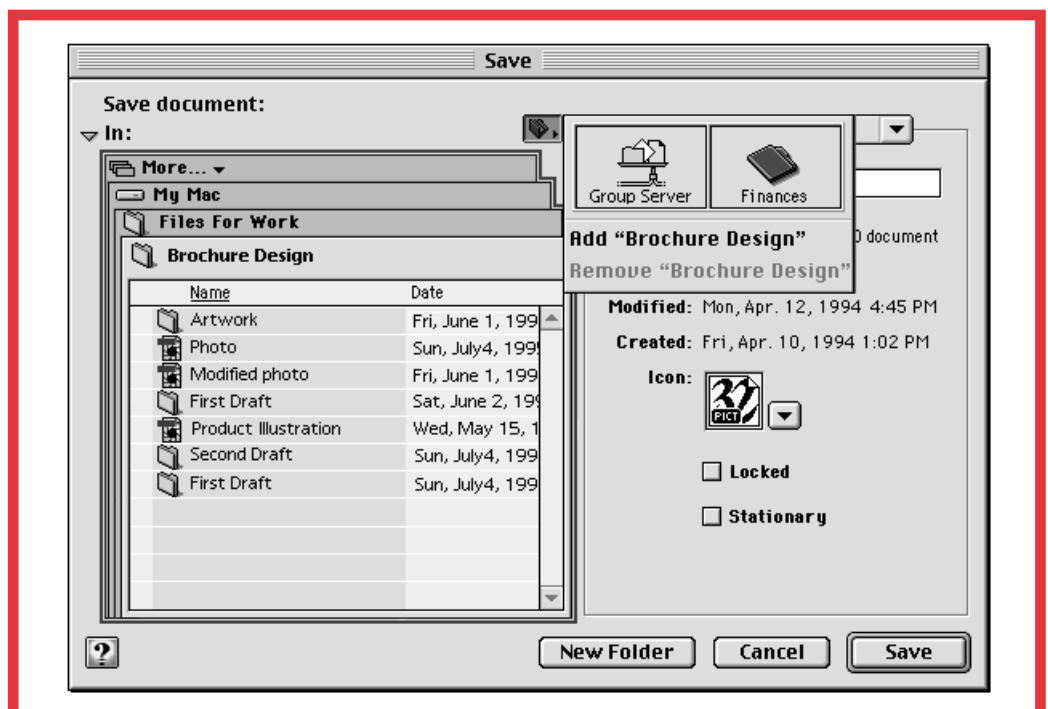 Save
Save document:
In:
More...
My Mac
Files For Work
Brochure Design
Name Date
Artwork Fri, June 1, 199
Photo Sun, July4, 199
Modified photo Fri, June 1, 199
First Draft Sat, June 2, 19
Product Illustration Wed, May 15, 1
Second Draft Sun, July4, 199
First Draft Sun, July4, 199
Group Server Finances
Add “Brochure Design”
Remove “Brochure Design”
document
Modified: Mon, Apr. 12, 1994 4:45 PM
Created: Fri, Apr. 10, 1994 1:02 PM
Icon:
PICT
Locked
Stationary
?
New Folder Cancel Save